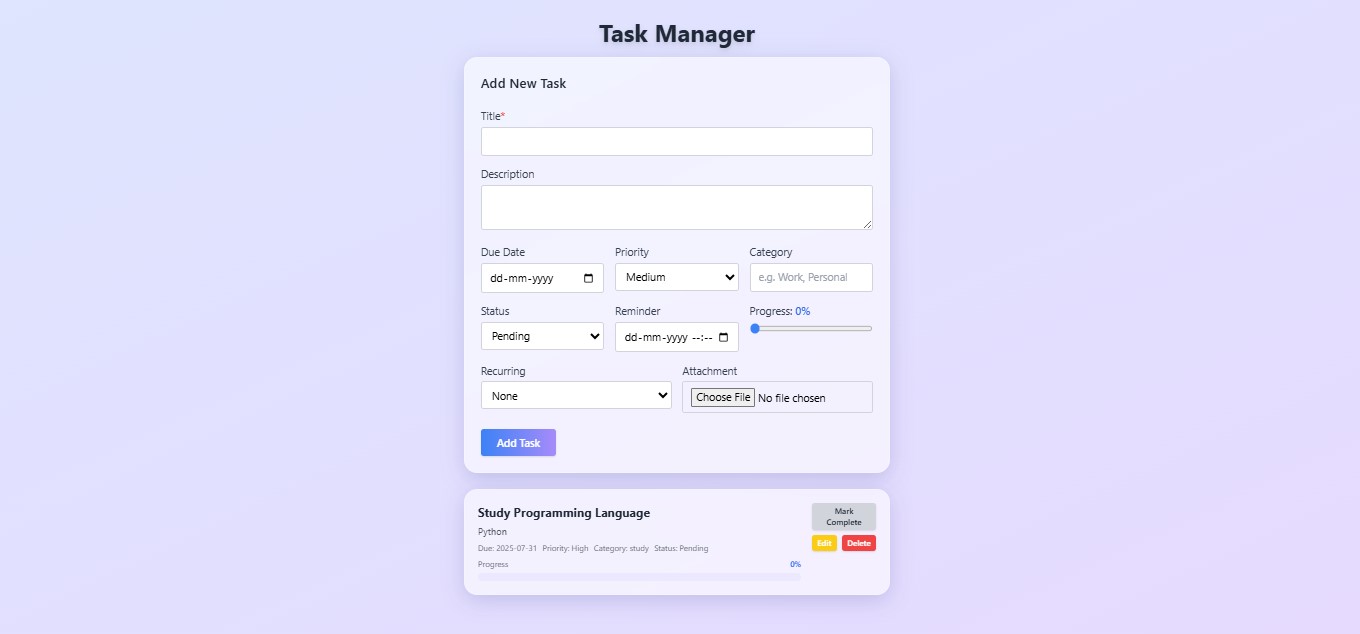 Task Manager
Add New Task
Title*
Description
Due Date Priority Category
dd-mm-yyyy Medium e.g. Work, Personal
Status Reminder Progress: 0%
Pending dd-mm-yyyy --:--
Recurring Attachment
None Choose File No file chosen
Add Task
Study Programming Language
Mark
Complete
Python
Edit Delete
Due: 2025-07-31 Priority: High Category: study Status: Pending
Progress 0%